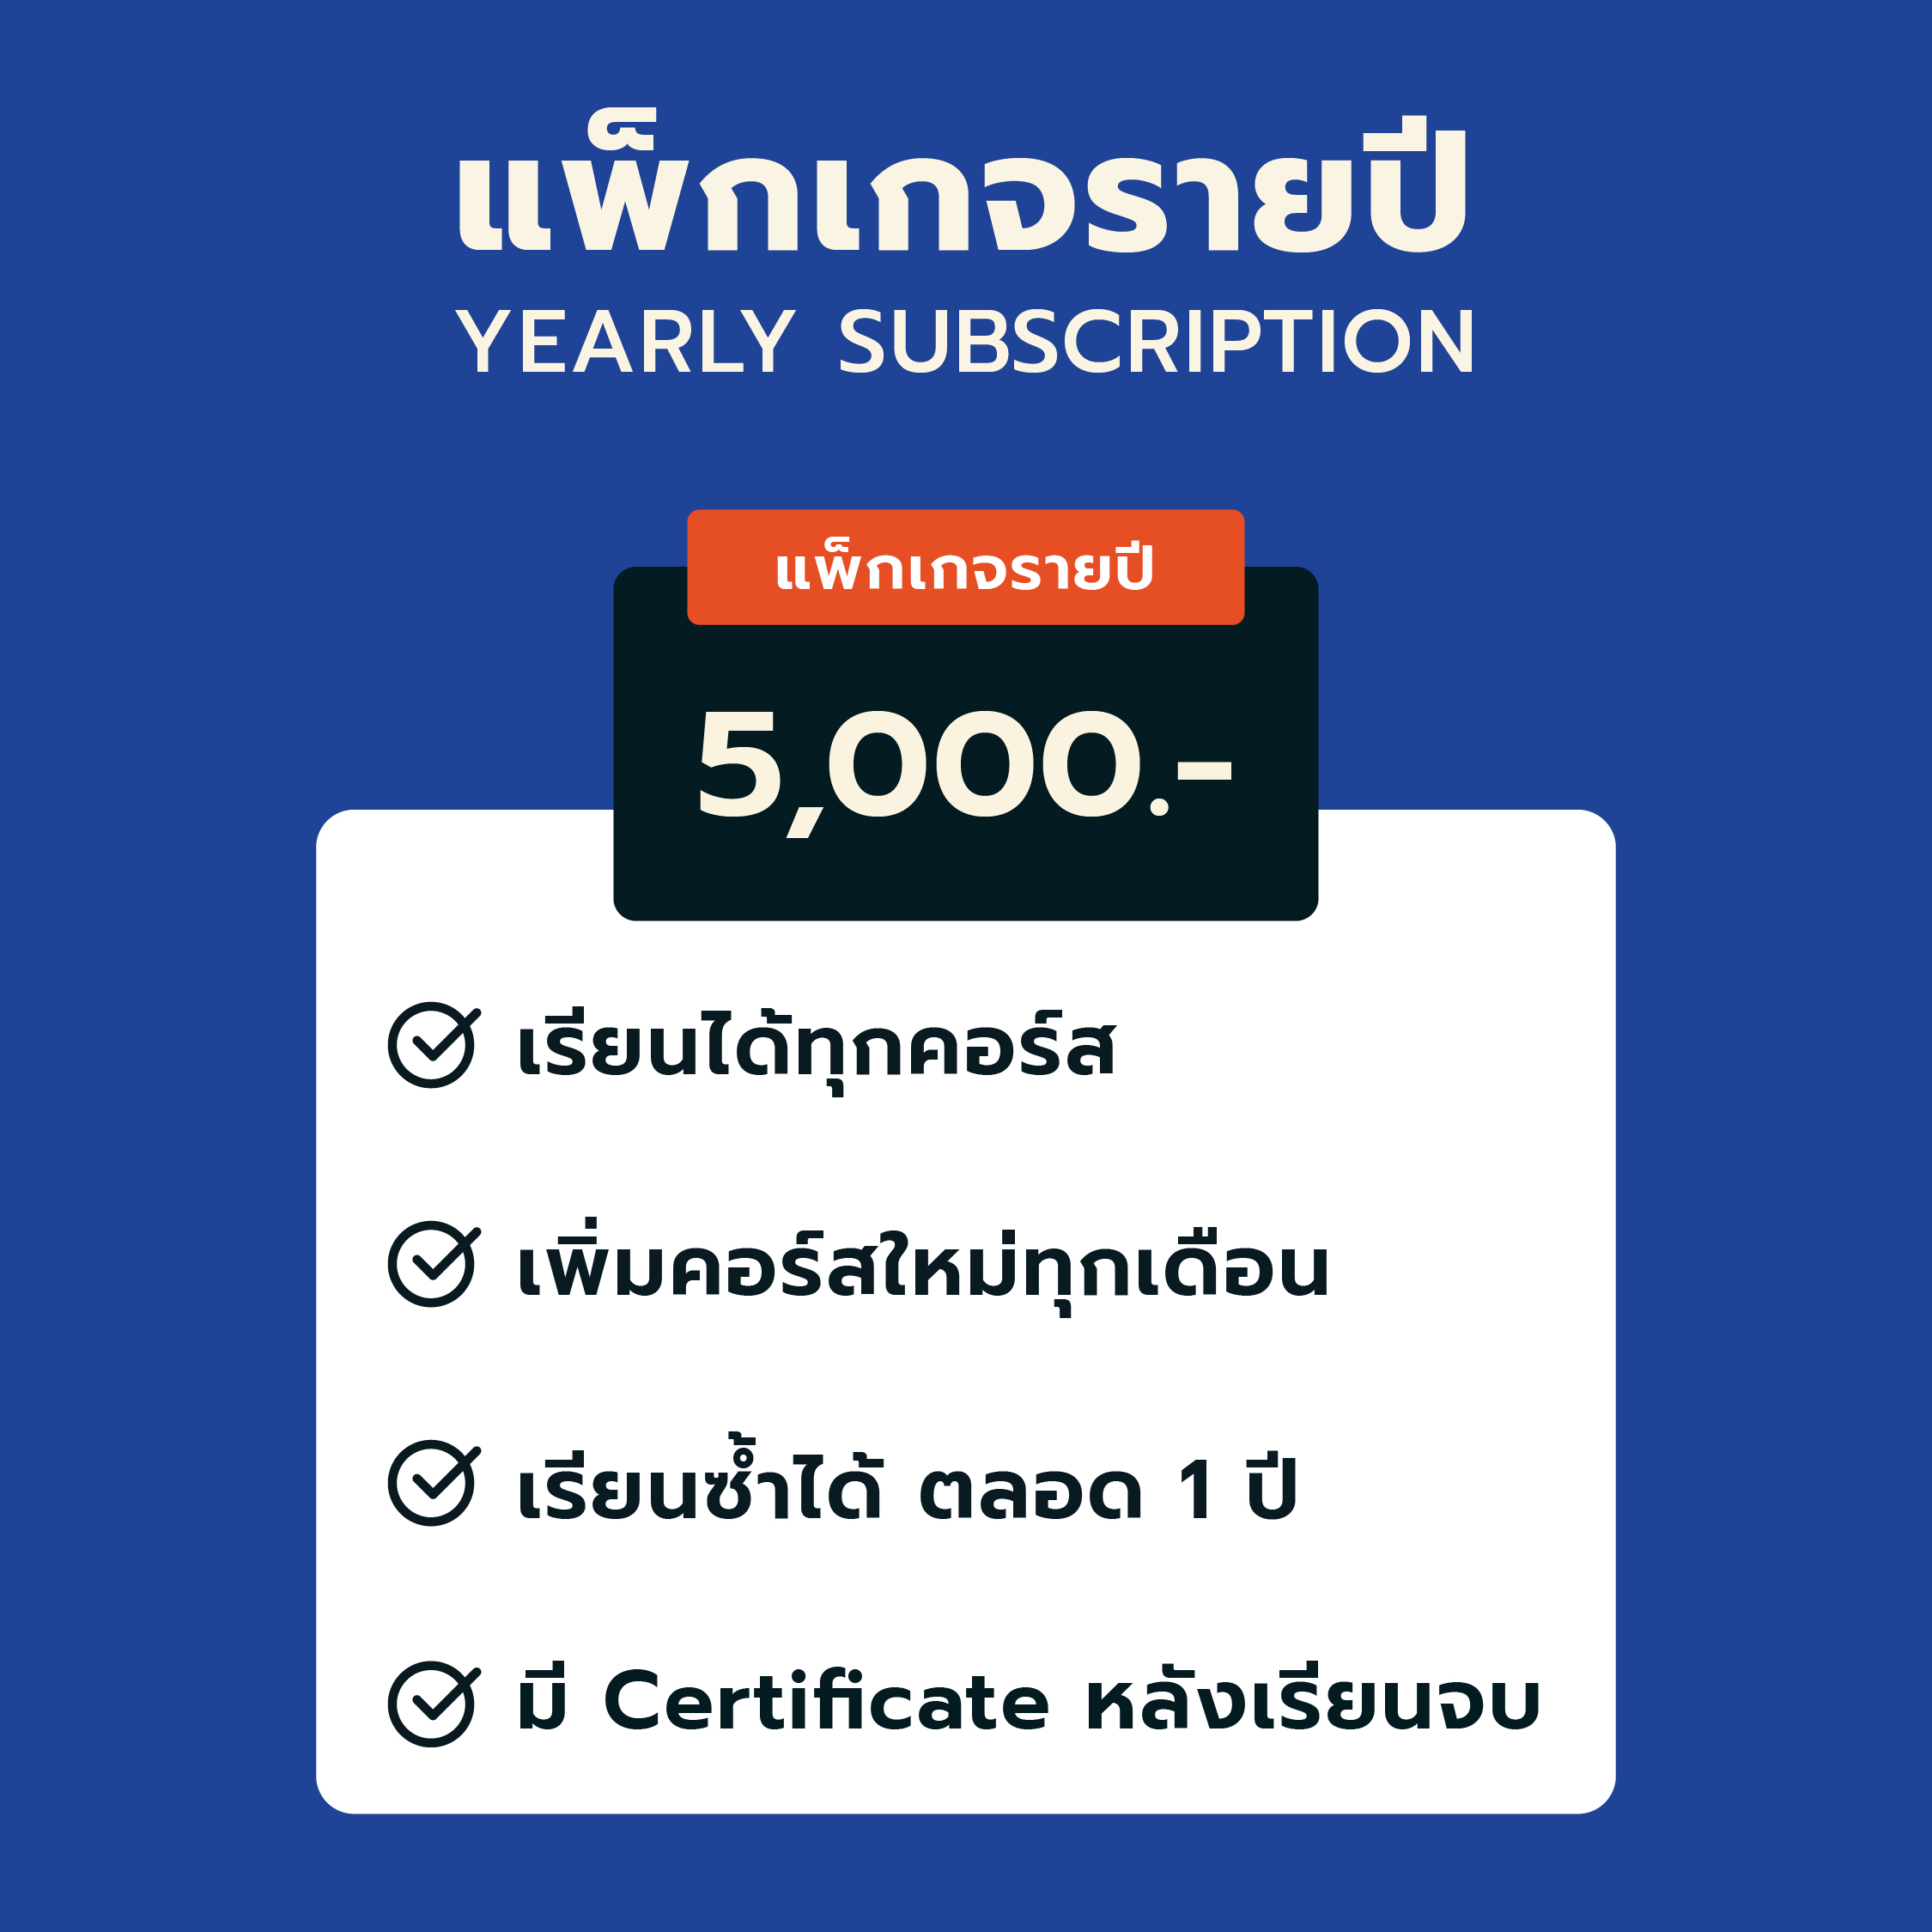 แพ็กเกจรายปี
YEARLY SUBSCRIPTION
แพ็กเกจรายปี
5,000.-
เรียนได้ทุกคอร์ส
เพิ่มคอร์สใหม่ทุกเดือน
เรียนซ้ำได้ ตลอด 1 ปี
มี Certificate หลังเรียนจบ